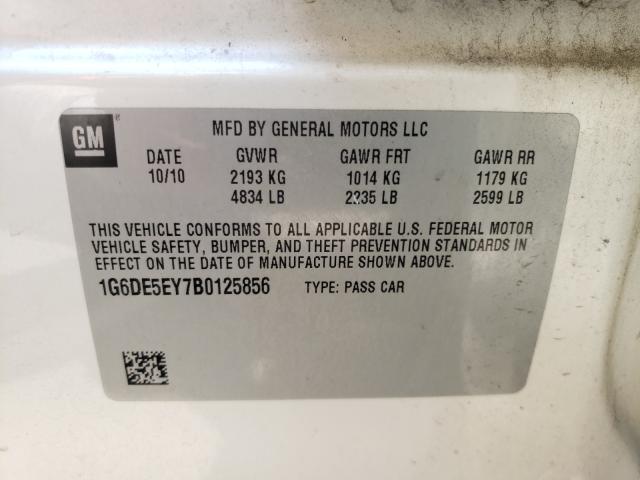 GM
MFD BY GENERAL MOTORS LLC
DATE GVWR GAWR FRT GAWR RR
10/10 2193 KG 1014 KG 1179 KG
4834 LB 2235 LB 2599 LB
THIS VEHICLE CONFORMS TO ALL APPLICABLE U.S. FEDERAL MOTOR
VEHICLE SAFETY, BUMPER, AND THEFT PREVENTION STANDARDS IN
EFFECT ON THE DATE OF MANUFACTURE SHOWN ABOVE.
1G6DE5EY7B0125856 TYPE: PASS CAR